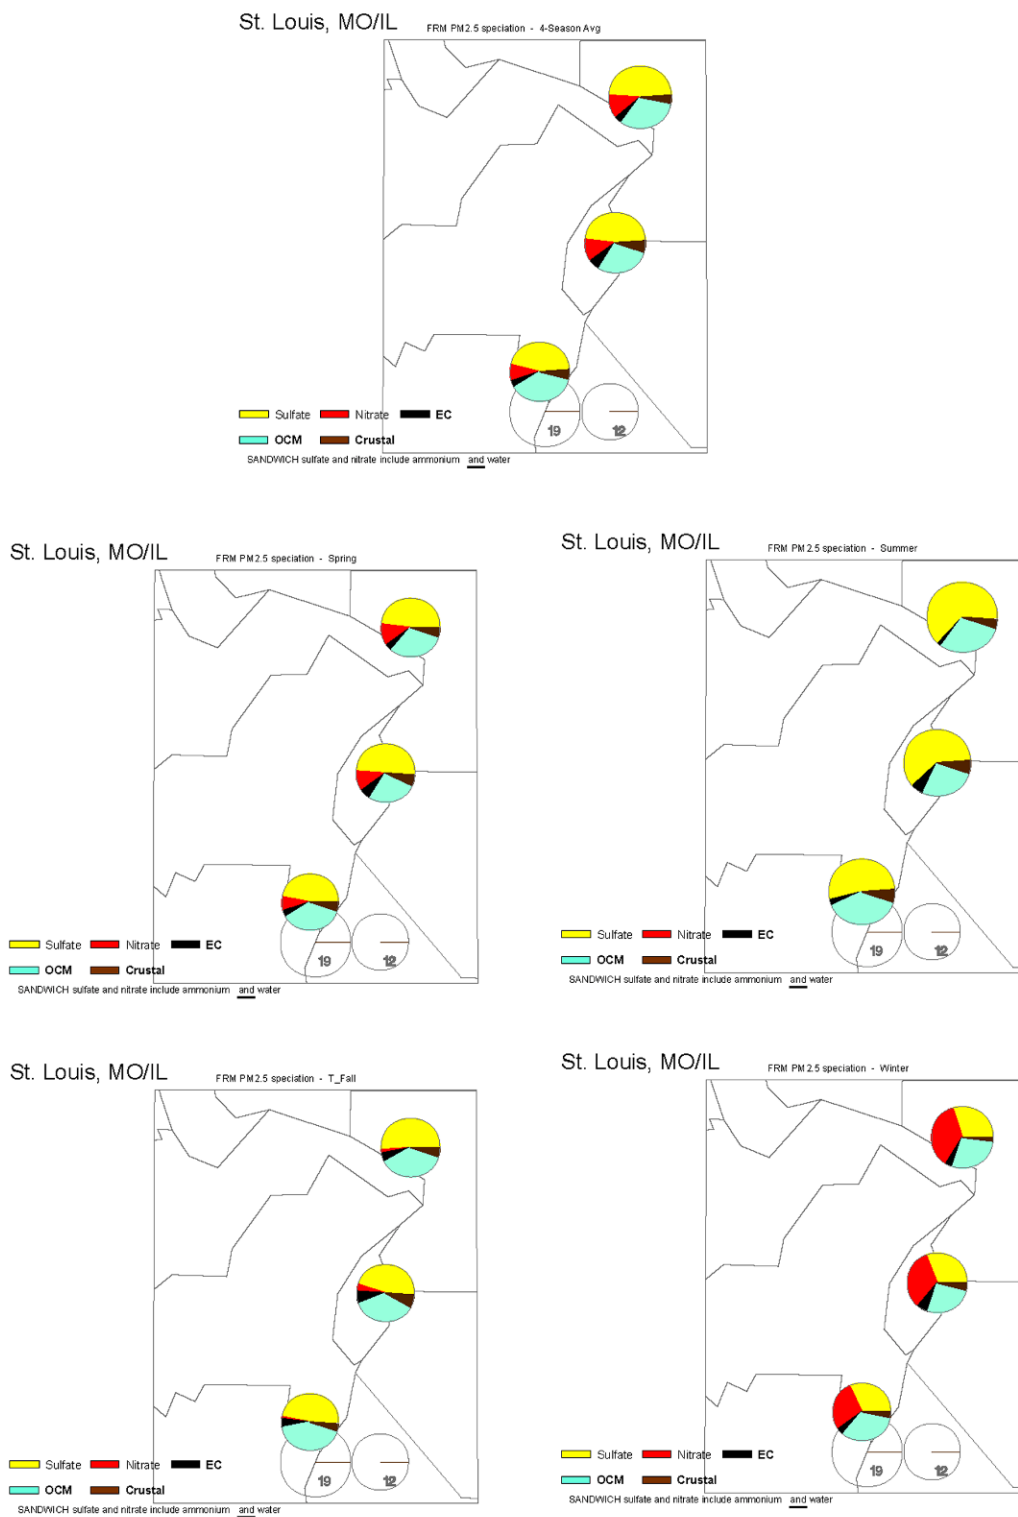 St. Louis, MO/IL
FRM PM2.5 speciation - 4-Season Avg
19 12
Sulfate Nitrate EC
OCM Crustal
SANDWICH sulfate and nitrate include ammonium and water
St. Louis, MO/IL
FRM PM2.5 speciation - Spring
19 12
Sulfate Nitrate EC
OCM Crustal
SANDWICH sulfate and nitrate include ammonium and water
St. Louis, MO/IL
FRM PM2.5 speciation - Summer
19 12
Sulfate Nitrate EC
OCM Crustal
SANDWICH sulfate and nitrate include ammonium and water
St. Louis, MO/IL
FRM PM2.5 speciation - T_Fall
19 12
Sulfate Nitrate EC
OCM Crustal
SANDWICH sulfate and nitrate include ammonium and water
St. Louis, MO/IL
FRM PM2.5 speciation - Winter
19 12
Sulfate Nitrate EC
OCM Crustal
SANDWICH sulfate and nitrate include ammonium and water